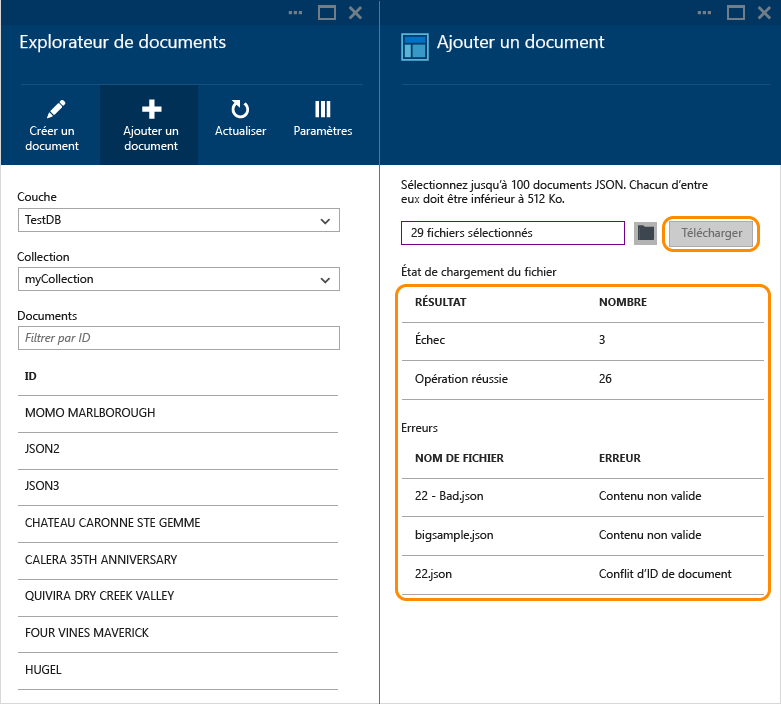 Explorateur de documents
Créer un
document
Ajouter un
document
Actualiser
Paramètres
Couche
TestDB
Collection
myCollection
Documents
Filtrer par ID
ID
MOMO MARLBOROUGH
JSON2
JSON3
CHATEAU CARONNE STE GEMME
CALERA 35TH ANNIVERSARY
QUIVIRA DRY CREEK VALLEY
FOUR VINES MAVERICK
HUGEL
Ajouter un document
Sélectionnez jusqu'à 100 documents JSON. Chacun d'entre
eux doit être inférieur à 512 Ko.
29 fichiers sélectionnés
Télécharger
État de chargement du fichier
RÉSULTAT NOMBRE
Échec 3
Opération réussie 26
Erreurs
NOM DE FICHIER ERREUR
22 - Bad.json Contenu non valide
bigsample.json Contenu non valide
22.json Conflit d'ID de document